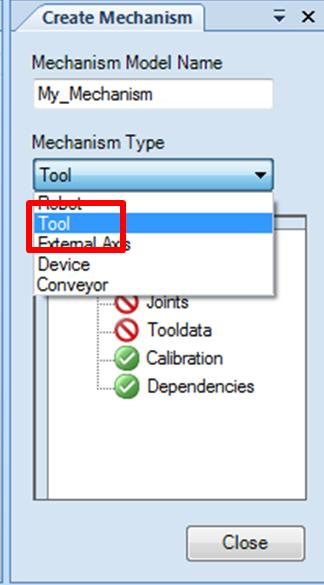 Create Mechanism
Mechanism Model Name
My_Mechanism
Mechanism Type
Tool
Robot
Tool
External Axis
Device
Conveyor
Joints
Tooldata
Calibration
Dependencies
Close